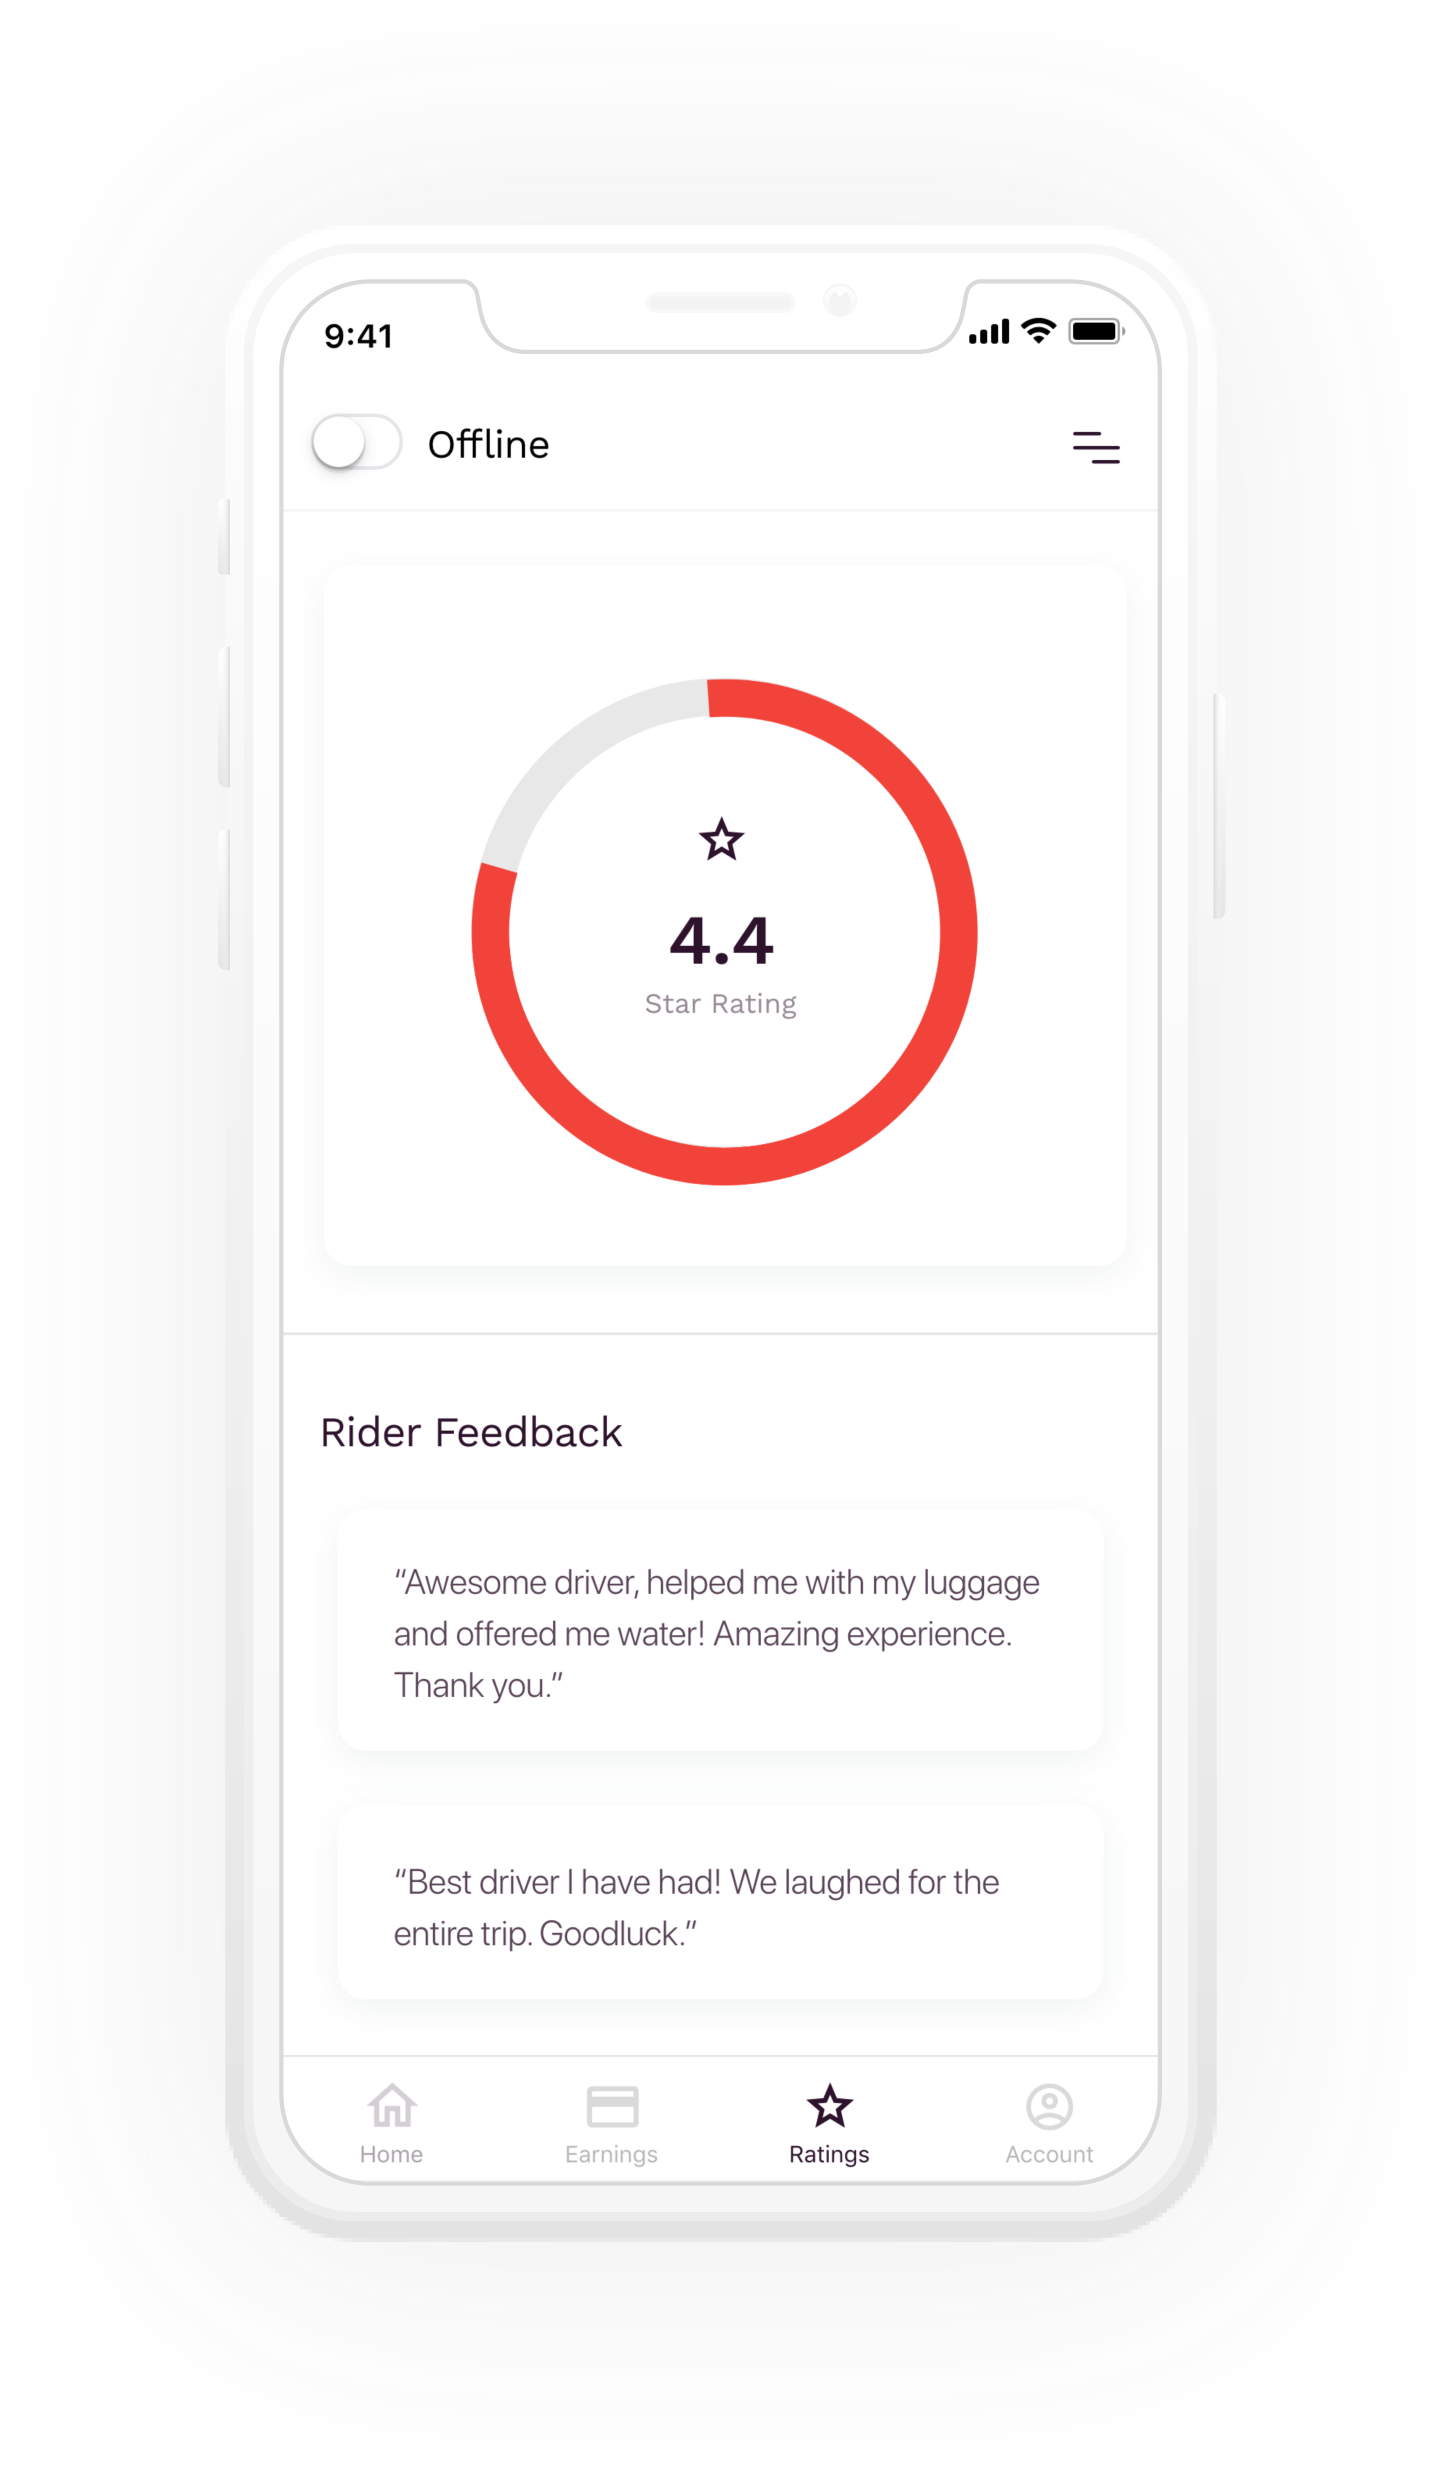 9:41
Offline
4.4
Star Rating
Rider Feedback
“Awesome driver, helped me with my luggage
and offered me water! Amazing experience.
Thank you.”
“Best driver I have had! We laughed for the
entire trip. Goodluck.”
Home
Earnings
Ratings
Account